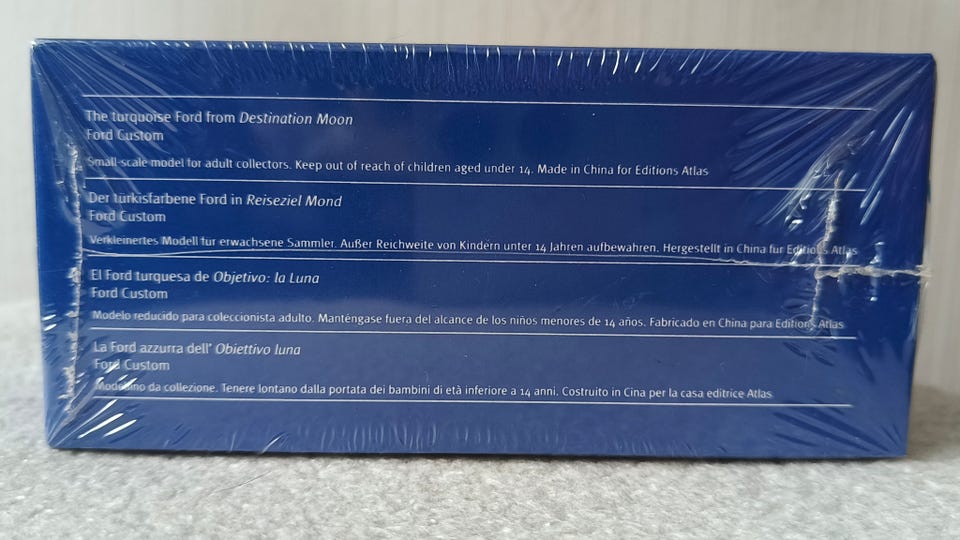 The turquoise Ford from Destination Moon
Ford Custom
Small-scale model for adult collectors. Keep out of reach of children aged under 14. Made in China for Editions Atlas
Der türkisfarbene Ford in Reiseziel Mond
Ford Custom
Verkleinertes Modell für erwachsene Sammler. Außer Reichweite von Kindern unter 14 Jahren aufbewahren. Hergestellt in China für Editions Atlas
El Ford turquesa de Objetivo: la Luna
Ford Custom
Modelo reducido para coleccionista adulto. Manténgase fuera del alcance de los niños menores de 14 años. Fabricado en China para Editions Atlas
La Ford azzurra dell' Obiettivo luna
Ford Custom
Modellino da collezione. Tenere lontano dalla portata dei bambini di età inferiore a 14 anni. Costruito in Cina per la casa editrice Atlas